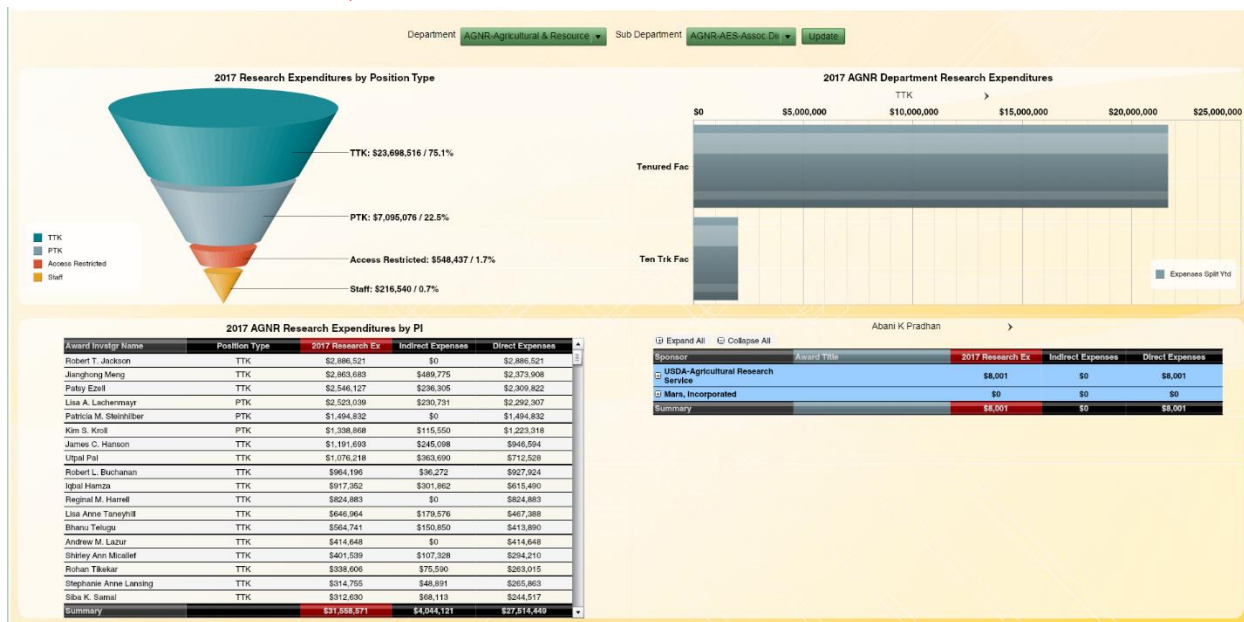 Department AGNR-Agricultural & Resource Sub Department AGNR-AES-Assoc Di Update
2017 Research Expenditures by Position Type
TTK: $23,698,516 / 75.1%
PTK: $7,095,076 / 22.5%
Access Restricted: $548,437 / 1.7%
Staff: $216,540 / 0.7%
TTK
PTK
Access Restricted
Staff
2017 AGNR Department Research Expenditures
TTK >
$0 $5,000,000 $10,000,000 $15,000,000 $20,000,000 $25,000,000
Tenured Fac
Ten Trk Fac
Expenses Split Ytd
2017 AGNR Research Expenditures by PI
Award Invstgr Name Position Type 2017 Research Ex Indirect Expenses Direct Expenses
Robert T. Jackson TTK $2,886,521 $0 $2,886,521
Jianghong Meng TTK $2,863,683 $489,775 $2,373,908
Patsy Ezell TTK $2,546,127 $236,305 $2,309,822
Lisa A. Lachenmayr PTK $2,523,039 $230,731 $2,292,307
Patricia M. Steinhilber PTK $1,494,832 $0 $1,494,832
Kim S. Kroll PTK $1,338,868 $115,550 $1,223,318
James C. Hanson TTK $1,191,693 $245,098 $946,594
Utpal Pal TTK $1,076,218 $363,690 $712,528
Robert L. Buchanan TTK $964,196 $36,272 $927,924
Iqbal Hamza TTK $917,352 $301,862 $615,490
Reginal M. Harrell TTK $824,883 $0 $824,883
Lisa Anne Taneyhill TTK $646,964 $179,576 $467,388
Bhanu Telugu TTK $564,741 $150,850 $413,890
Andrew M. Lazur TTK $414,648 $0 $414,648
Shirley Ann Micallef TTK $401,539 $107,328 $294,210
Rohan Tikekar TTK $338,606 $75,590 $263,015
Stephanie Anne Lansing TTK $314,755 $48,891 $265,863
Siba K. Samal TTK $312,630 $68,113 $244,517
Summary $31,558,571 $4,044,121 $27,514,449
Abani K Pradhan >
Expand All Collapse All
Sponsor Award Title 2017 Research Ex Indirect Expenses Direct Expenses
USDA-Agricultural Research
Service $8,001 $0 $8,001
Mars, Incorporated $0 $0 $0
Summary $8,001 $0 $8,001